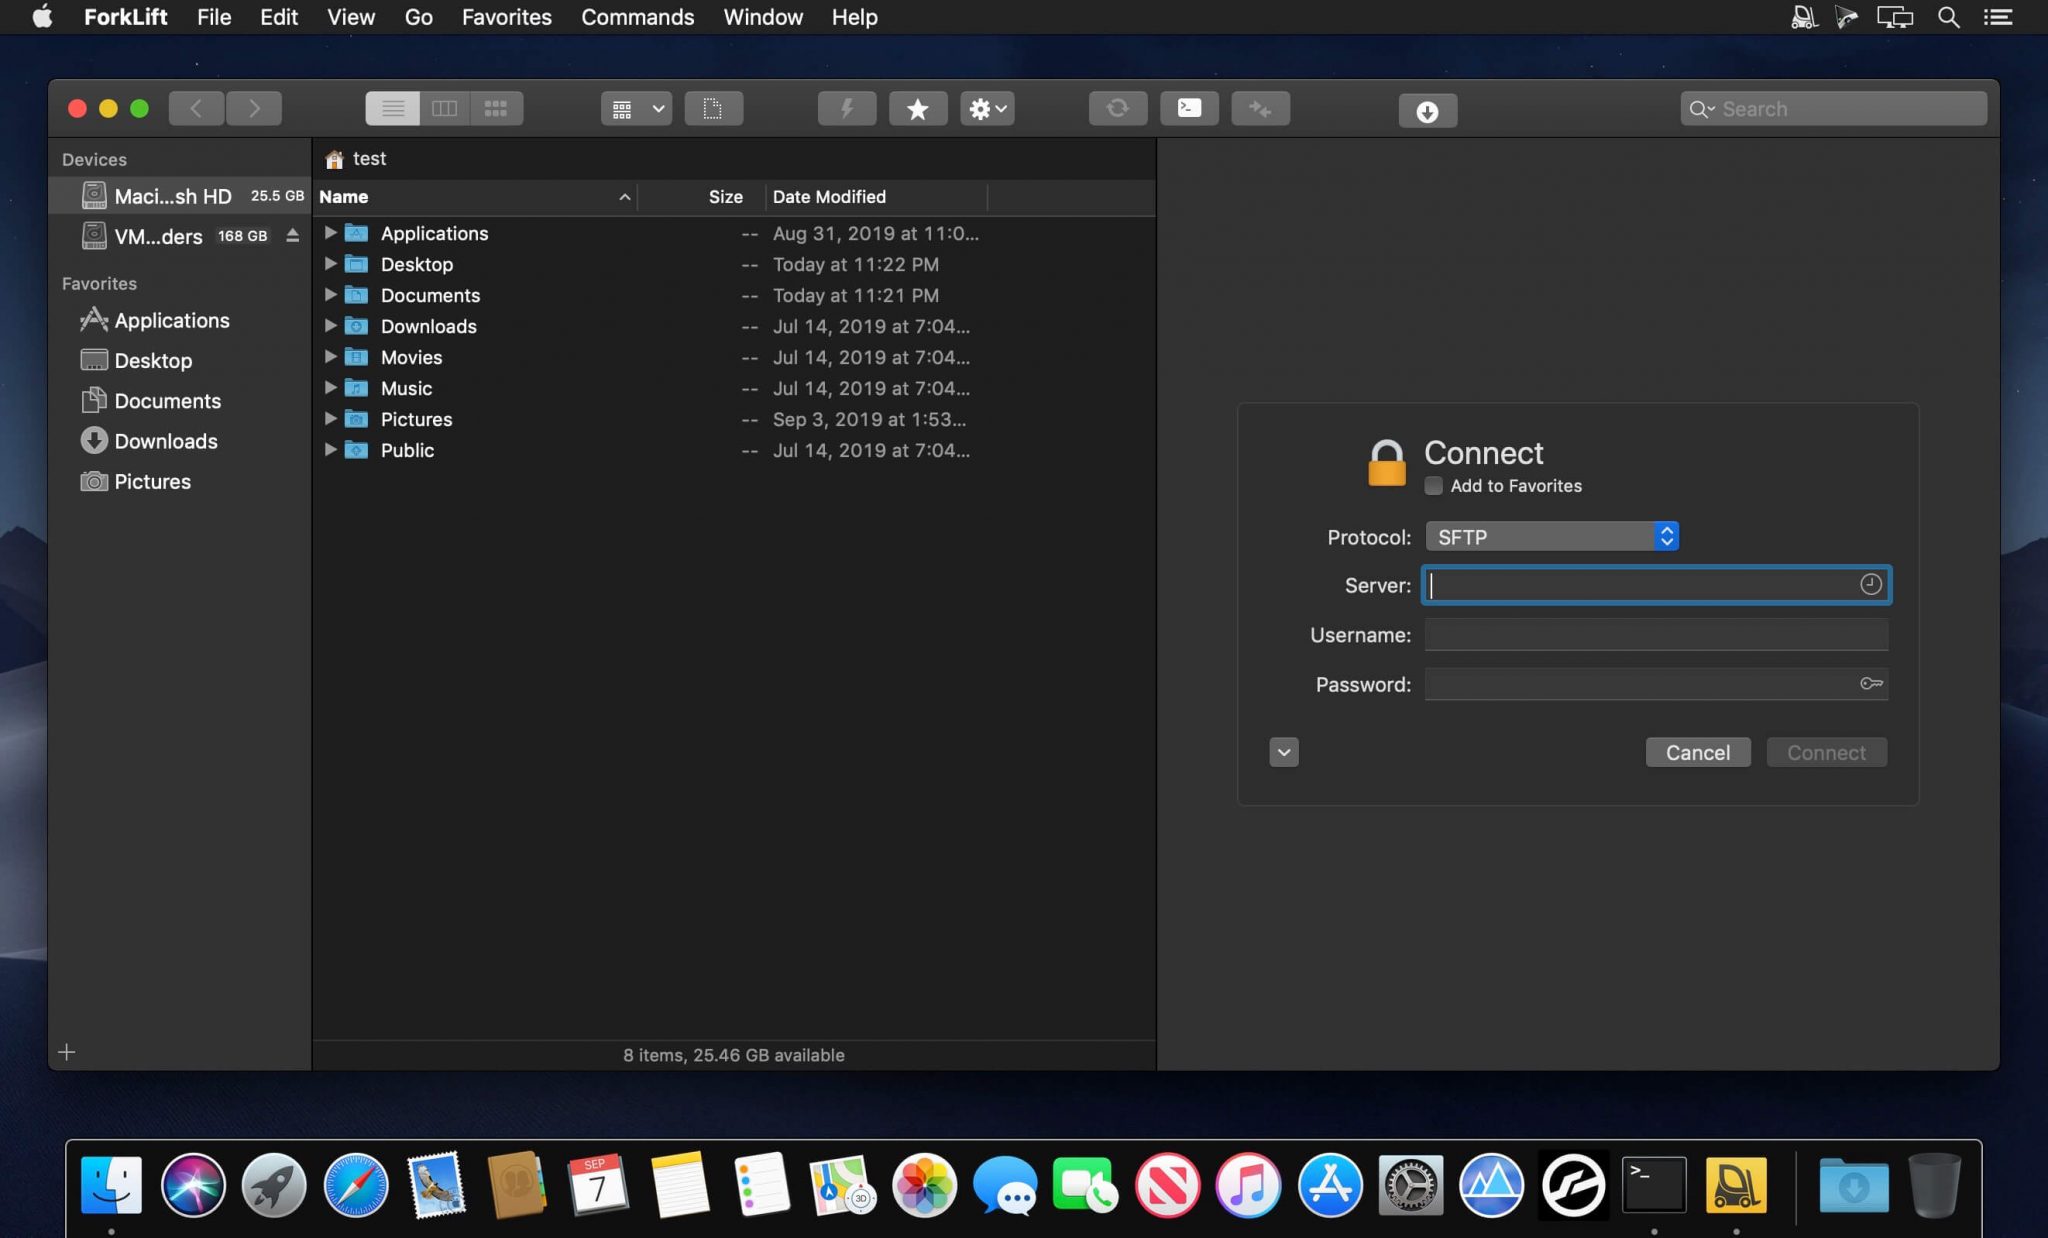 ForkLift File Edit View Go Favorites Commands Window Help
Search
Devices
Maci...sh HD 25.5 GB
VM...ders 168 GB
Favorites
Applications
Desktop
Documents
Downloads
Pictures
test
Name Size Date Modified
Applications -- Aug 31, 2019 at 11:0...
Desktop -- Today at 11:22 PM
Documents -- Today at 11:21 PM
Downloads -- Jul 14, 2019 at 7:04...
Movies -- Jul 14, 2019 at 7:04...
Music -- Jul 14, 2019 at 7:04...
Pictures -- Sep 3, 2019 at 1:53...
Public -- Jul 14, 2019 at 7:04...
8 items, 25.46 GB available
Connect
Add to Favorites
Protocol: SFTP
Server:
Username:
Password:
Cancel Connect
SEP
7
3D
>_